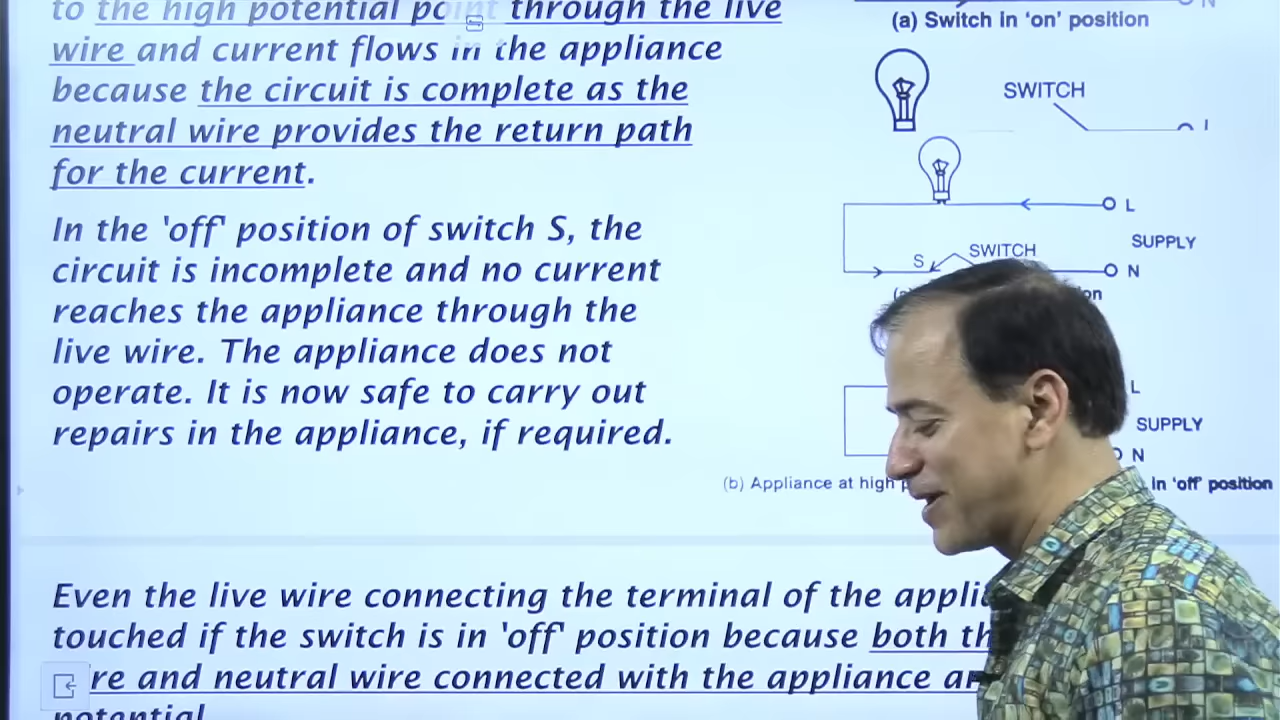 to the high potential point through the live
wire and current flows in the appliance
because the circuit is complete as the
neutral wire provides the return path
for the current.
In the 'off' position of switch S, the
circuit is incomplete and no current
reaches the appliance through the
live wire. The appliance does not
operate. It is now safe to carry out
repairs in the appliance, if required.
N
(a) Switch in 'on' position
SWITCH
L
SUPPLY
S SWITCH
N
L
SUPPLY
N
(b) Appliance at high
in 'off' position
Even the live wire connecting the terminal of the
touched if the switch is in 'off' position because both
and neutral wire connected with the appliance
potential